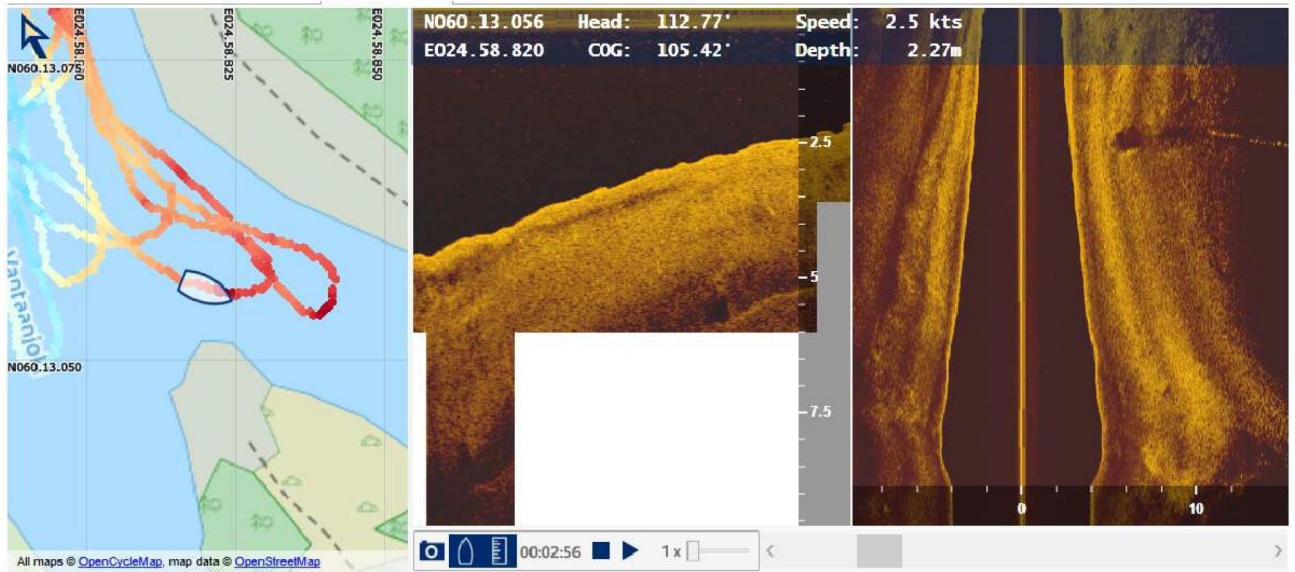 E024.58.800
E024.58.825
E024.58.850
N060.13.075
Vantaanjok
N060.13.050
All maps © OpenCycleMap, map data © OpenStreetMap
N060.13.056 Head: 112.77° Speed: 2.5 kts
E024.58.820 COG: 105.42° Depth: 2.27m
2.5
5
7.5
0 10
00:02:56 1 x